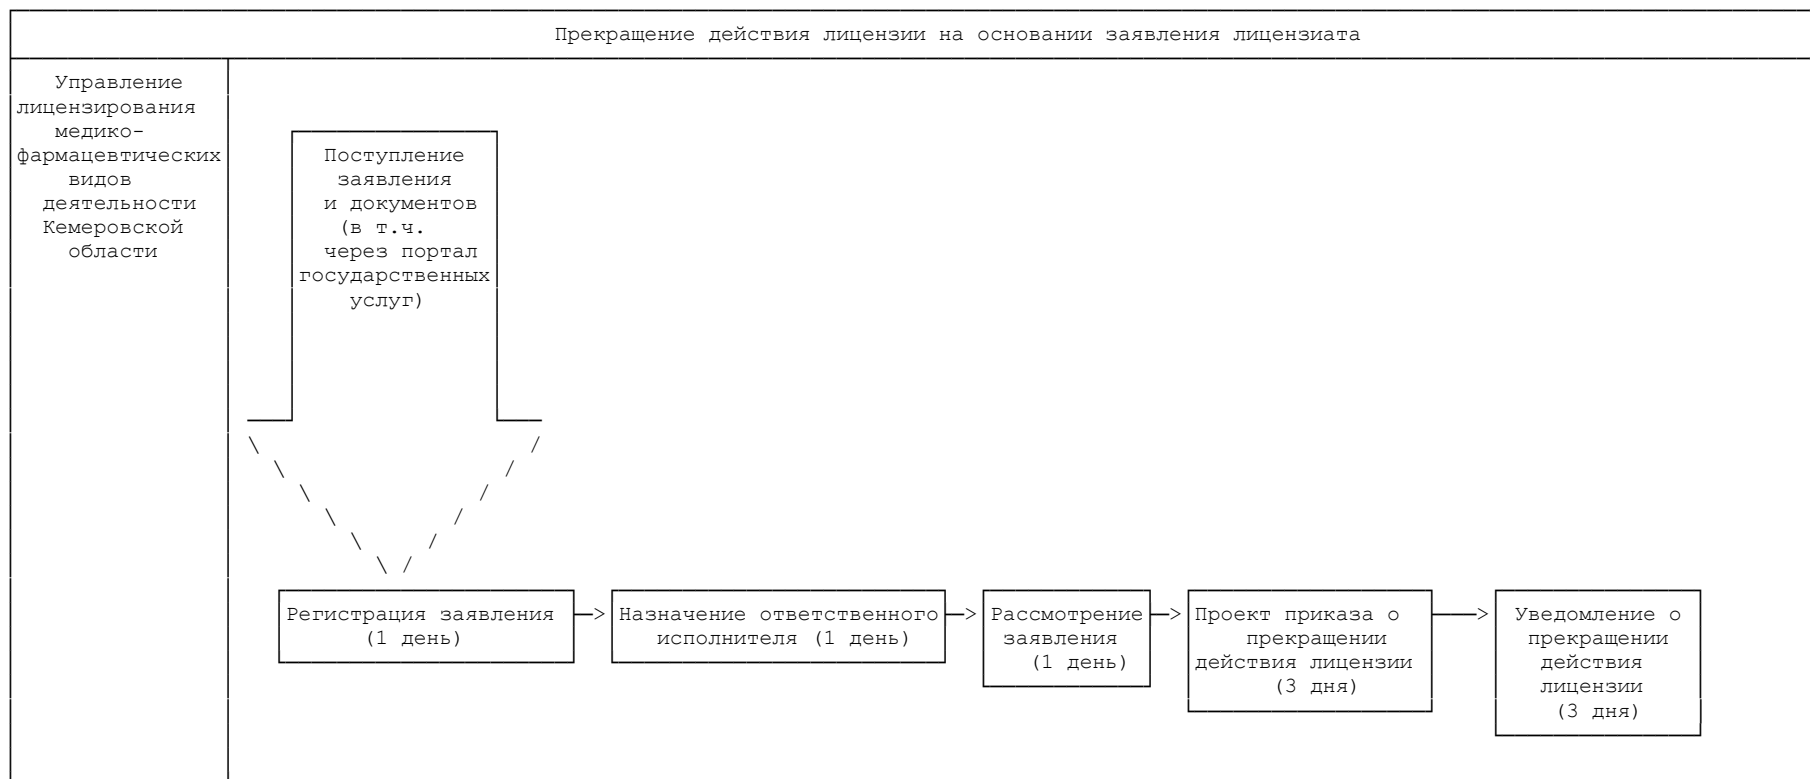 Прекращение действия лицензии на основании заявления лицензиата
Управление
лицензирования
медико-
фармацевтических
видов
деятельности
Кемеровской
области
Поступление
заявления
и документов
(в т.ч.
через портал
государственных
услуг)
Регистрация заявления
(1 день)
Назначение ответственного
исполнителя (1 день)
Рассмотрение
заявления
(1 день)
Проект приказа о
прекращении
действия лицензии
(3 дня)
Уведомление о
прекращении
действия
лицензии
(3 дня)